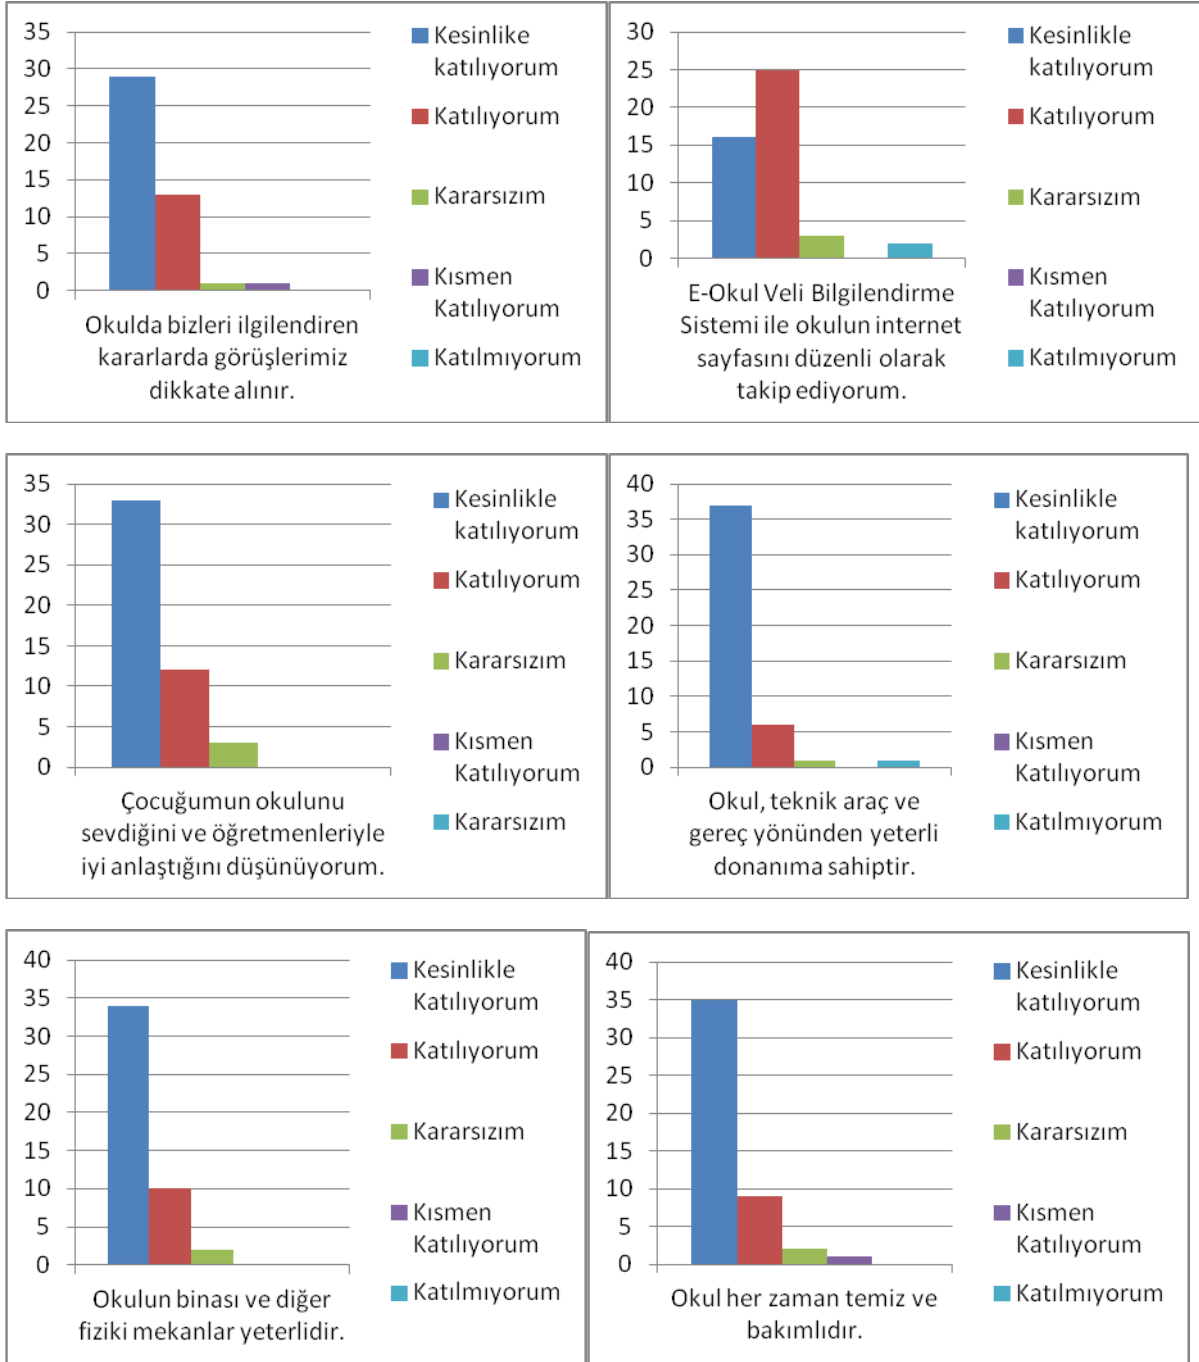 35
30
25
20
15
10
5
0
Kesinlike
katılıyorum
Katılıyorum
Kararsızım
Kısmen
Katılıyorum
Katılmıyorum
Okulda bizleri ilgilendiren
kararlarda görüşlerimiz
dikkate alınır.
30
25
20
15
10
5
0
Kesinlikle
katılıyorum
Katılıyorum
Kararsızım
Kısmen
Katılıyorum
Katılmıyorum
E-Okul Veli Bilgilendirme
Sistemi ile okulun internet
sayfasını düzenli olarak
takip ediyorum.
35
30
25
20
15
10
5
0
Kesinlikle
katılıyorum
Katılıyorum
Kararsızım
Kısmen
Katılıyorum
Kararsızım
Çocuğumun okulunu
sevdiğini ve öğretmenleriyle
iyi anlaştığını düşünüyorum.
40
35
30
25
20
15
10
5
0
Kesinlikle
katılıyorum
Katılıyorum
Kararsızım
Kısmen
Katılıyorum
Katılmıyorum
Okul, teknik araç ve
gereç yönünden yeterli
donanıma sahiptir.
40
35
30
25
20
15
10
5
0
Kesinlikle
Katılıyorum
Katılıyorum
Kararsızım
Kısmen
Katılıyorum
Katılmıyorum
Okulun binası ve diğer
fiziki mekanlar yeterlidir.
40
35
30
25
20
15
10
5
0
Kesinlikle
katılıyorum
Katılıyorum
Kararsızım
Kısmen
Katılıyorum
Katılmıyorum
Okul her zaman temiz ve
bakımlıdır.